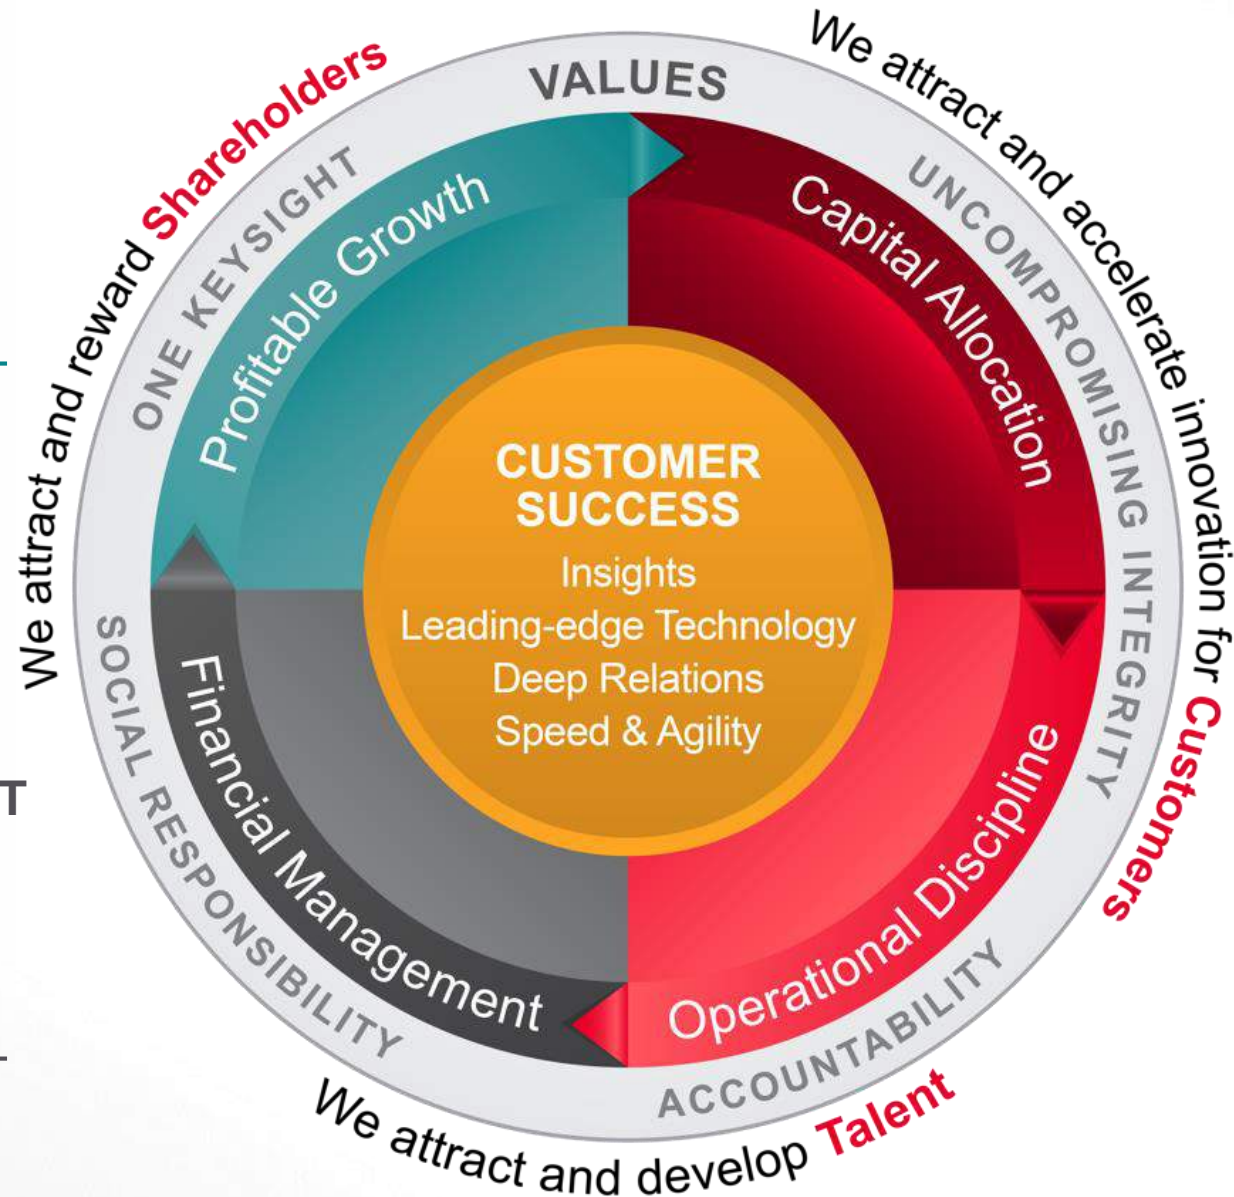 We attract and reward Shareholders
We attract and accelerate innovation for Customers
We attract and develop Talent
VALUES
ONE KEYSIGHT
UNCOMPROMISING INTEGRITY
ACCOUNTABILITY
SOCIAL RESPONSIBILITY
Profitable Growth
Capital Allocation
Operational Discipline
Financial Management
CUSTOMER
SUCCESS
Insights
Leading-edge Technology
Deep Relations
Speed & Agility
T